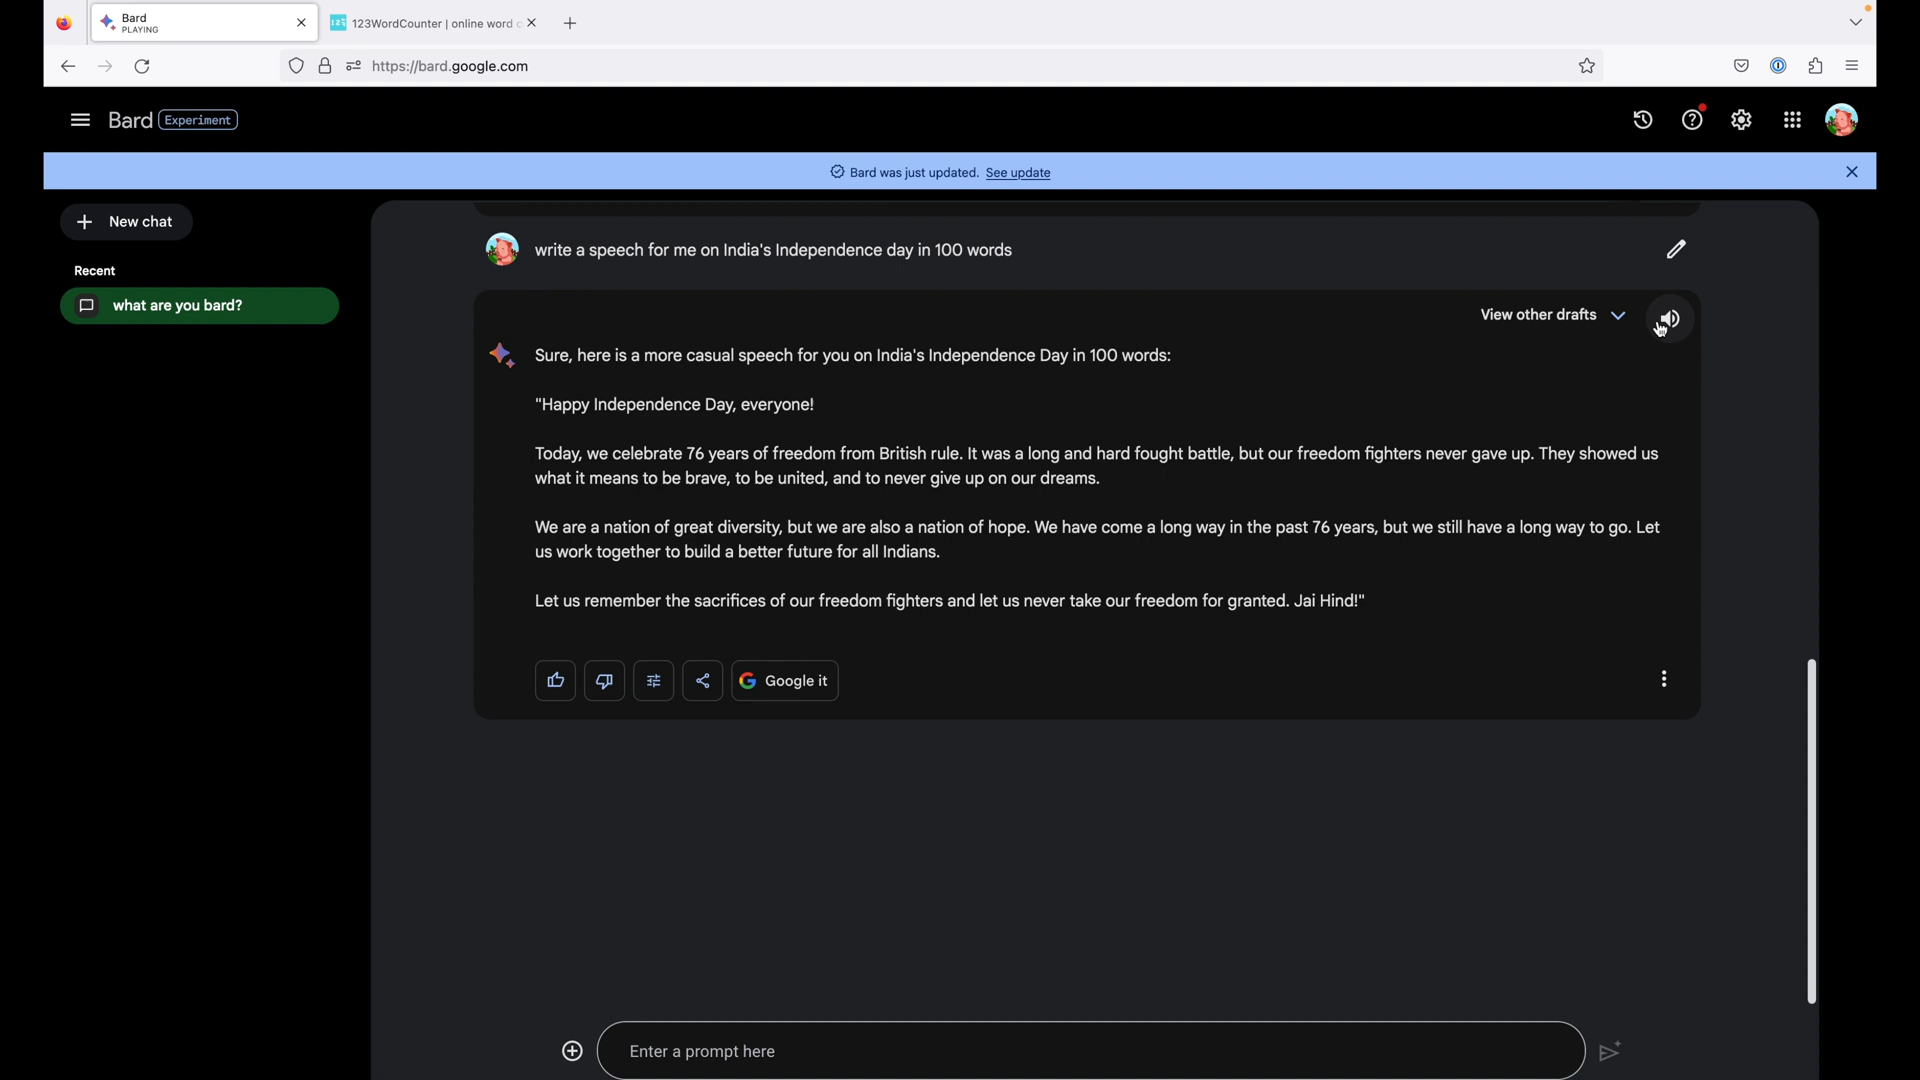 Bard
PLAYING
123WordCounter | online word c
https://bard.google.com
Bard Experiment
Bard was just updated. See update
New chat
Recent
what are you bard?
write a speech for me on India's Independence day in 100 words
View other drafts
Sure, here is a more casual speech for you on India's Independence Day in 100 words:
"Happy Independence Day, everyone!
Today, we celebrate 76 years of freedom from British rule. It was a long and hard fought battle, but our freedom fighters never gave up. They showed us
what it means to be brave, to be united, and to never give up on our dreams.
We are a nation of great diversity, but we are also a nation of hope. We have come a long way in the past 76 years, but we still have a long way to go. Let
us work together to build a better future for all Indians.
Let us remember the sacrifices of our freedom fighters and let us never take our freedom for granted. Jai Hind!"
Google it
Enter a prompt here